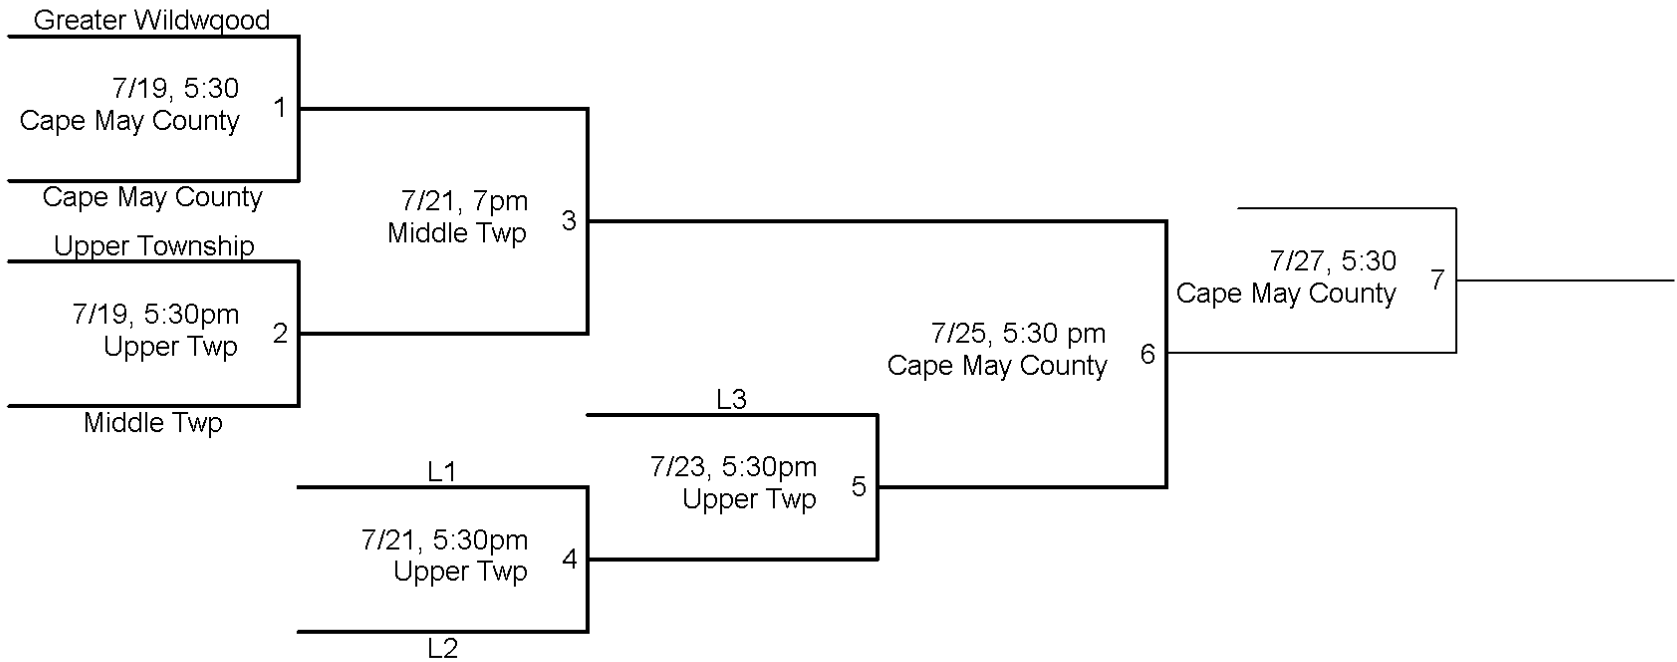 Greater Wildwqood
7/19, 5:30
Cape May County
1
Cape May County
Upper Township
7/19, 5:30pm
Upper Twp
2
Middle Twp
7/21, 7pm
Middle Twp
3
L1
7/21, 5:30pm
Upper Twp
4
L2
L3
7/23, 5:30pm
Upper Twp
5
7/25, 5:30 pm
Cape May County
6
7/27, 5:30
Cape May County
7